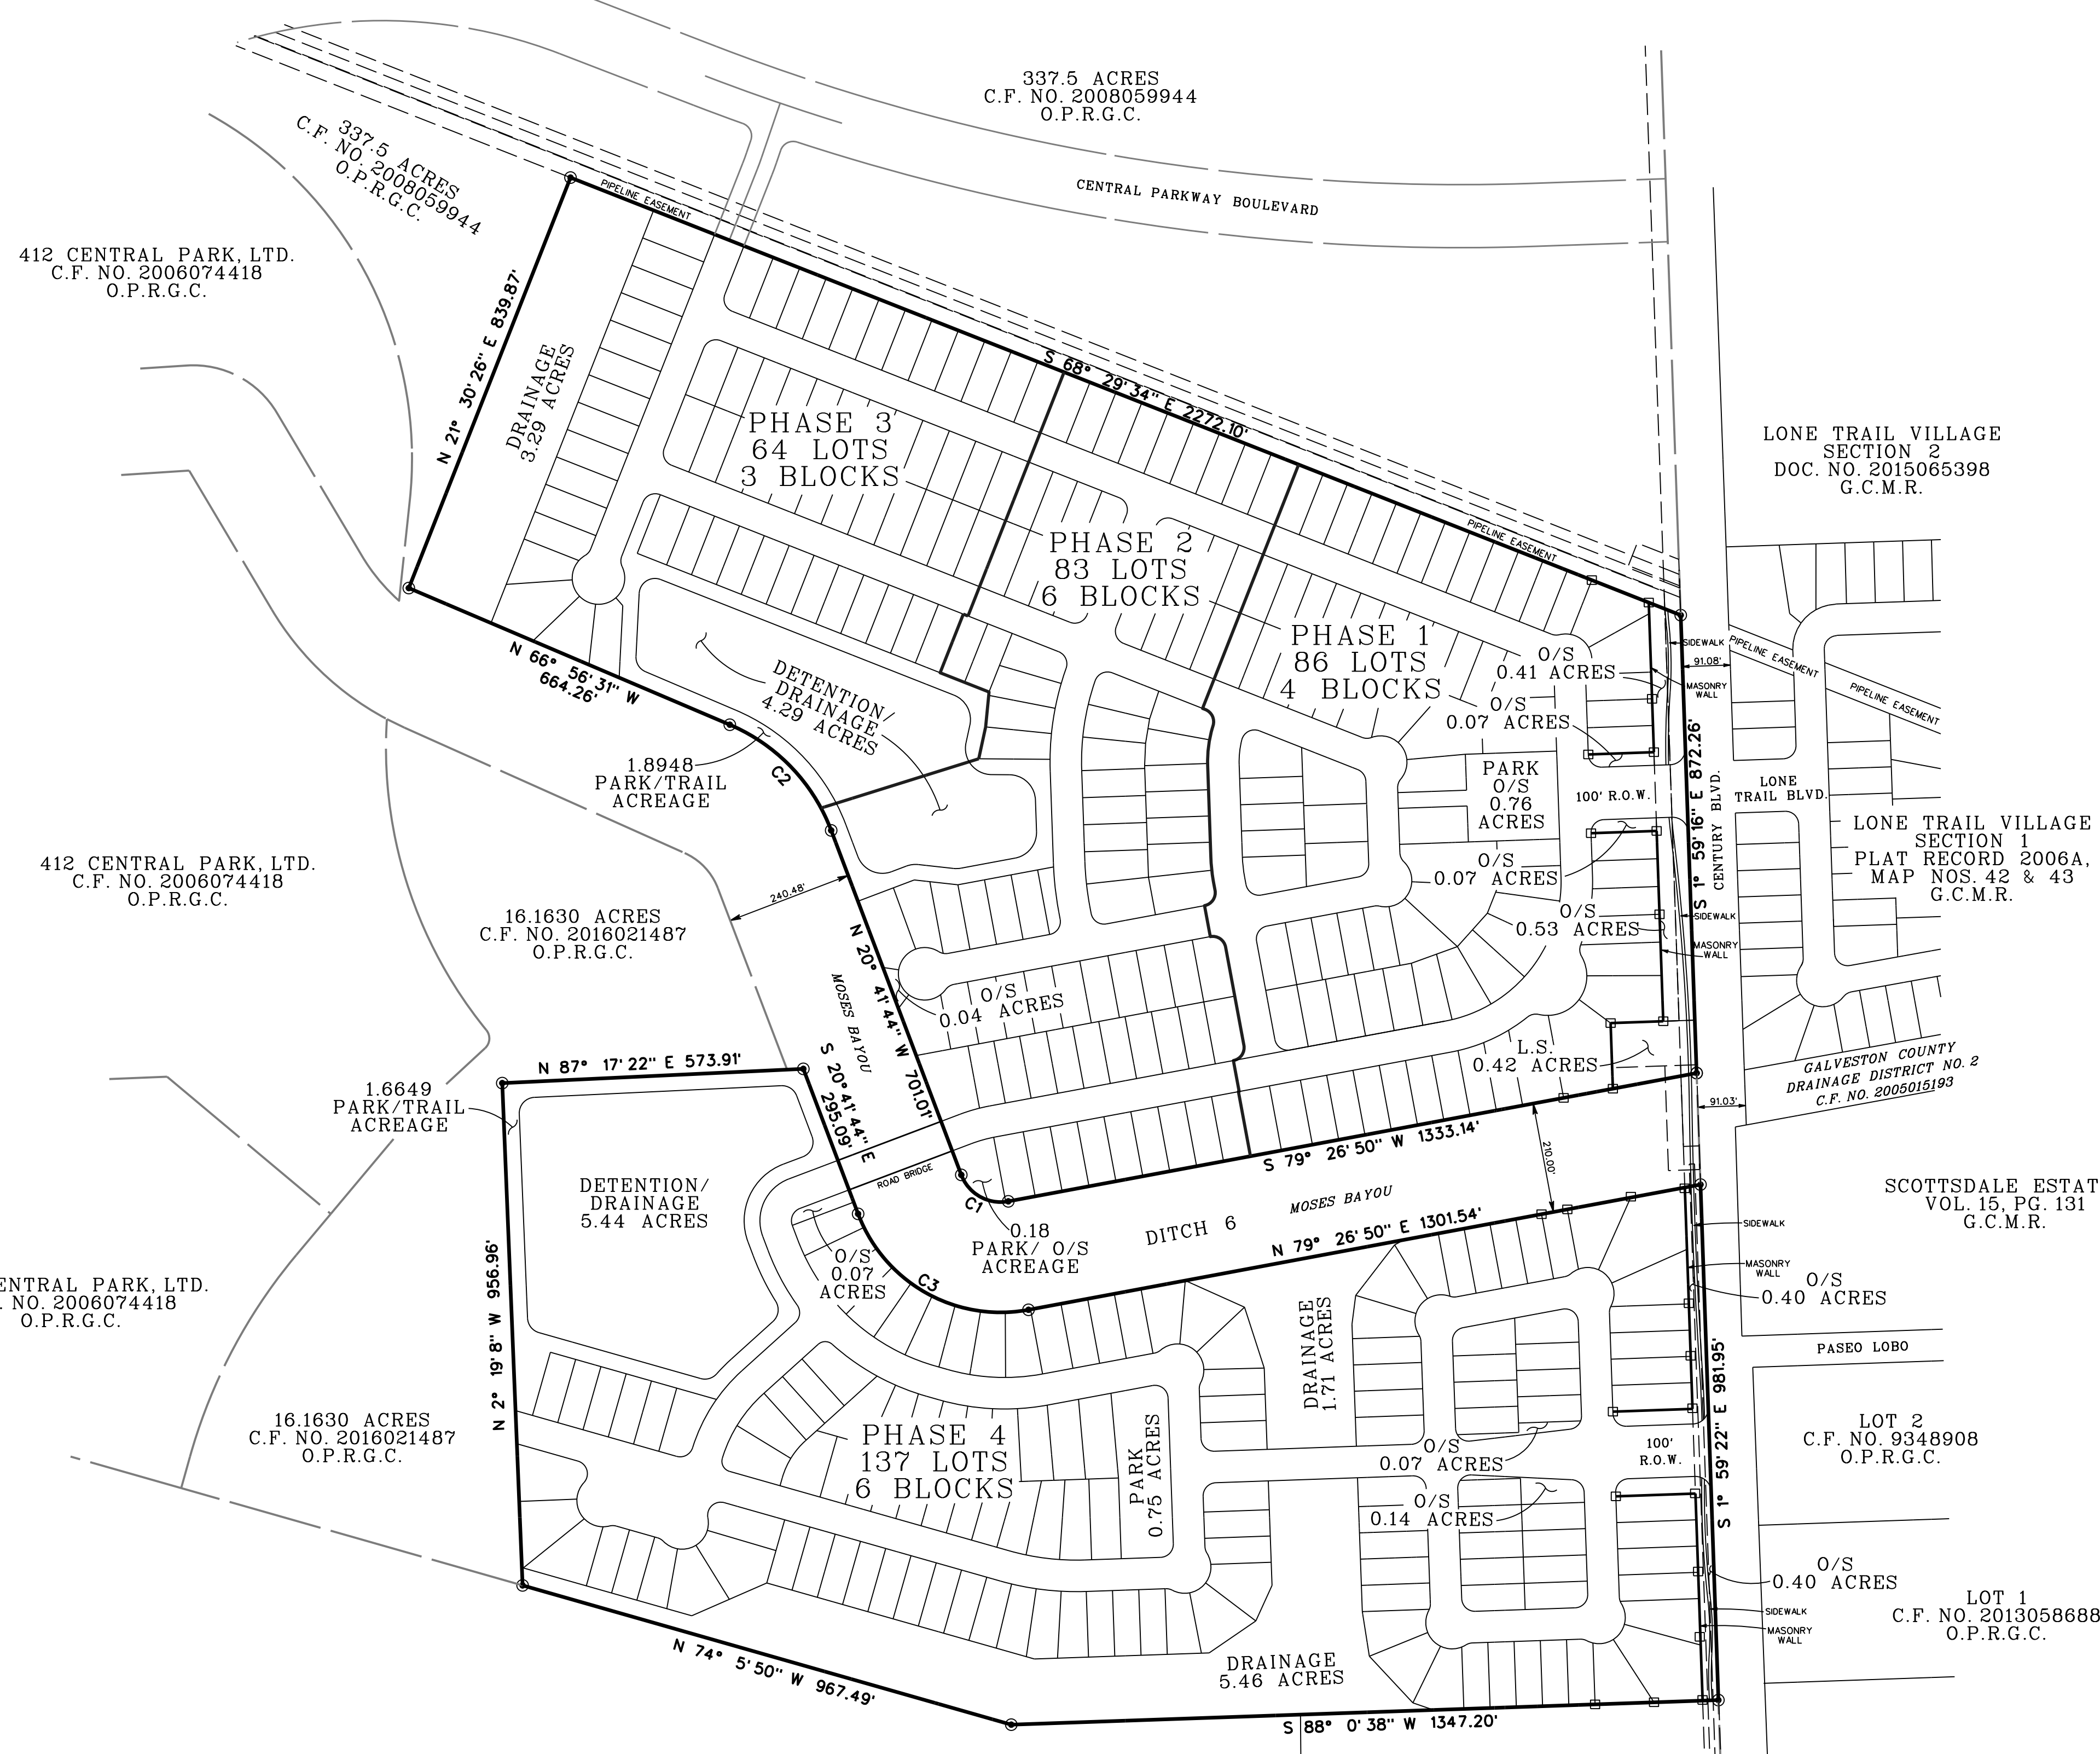 337.5 ACRES
C.F. NO. 2008059944
O.P.R.G.C.
337.5 ACRES
C.F. NO. 2008059944
O.P.R.G.C.
PIPELINE EASEMENT
CENTRAL PARKWAY BOULEVARD
412 CENTRAL PARK, LTD.
C.F. NO. 2006074418
O.P.R.G.C.
N 21° 30' 26" E 839.87'
DRAINAGE
3.29 ACRES
S 68° 29' 34" E 2272.10'
PHASE 3
64 LOTS
3 BLOCKS
PHASE 2
83 LOTS
6 BLOCKS
PHASE 1
86 LOTS
4 BLOCKS
PIPELINE EASEMENT
LONE TRAIL VILLAGE
SECTION 2
DOC. NO. 2015065398
G.C.M.R.
O/S
0.41 ACRES
O/S
0.07 ACRES
SIDEWALK
91.08'
MASONRY
WALL
PIPELINE EASEMENT
PIPELINE EASEMENT
N 66° 56' 31" W
664.26'
DETENTION/
DRAINAGE
4.29 ACRES
1.8948
PARK/TRAIL
ACREAGE
C2
PARK
O/S
0.76
ACRES
100' R.O.W.
S 1° 59' 16" E 872.26'
CENTURY BLVD.
LONE
TRAIL BLVD.
LONE TRAIL VILLAGE
SECTION 1
PLAT RECORD 2006A,
MAP NOS. 42 & 43
G.C.M.R.
O/S
0.07 ACRES
O/S
0.53 ACRES
SIDEWALK
MASONRY
WALL
412 CENTRAL PARK, LTD.
C.F. NO. 2006074418
O.P.R.G.C.
240.48'
16.1630 ACRES
C.F. NO. 2016021487
O.P.R.G.C.
N 20° 41' 44" W 701.01'
MOSES BAYOU
O/S
0.04 ACRES
L.S.
0.42 ACRES
GALVESTON COUNTY
DRAINAGE DISTRICT NO. 2
C.F. NO. 2005015193
91.03'
N 87° 17' 22" E 573.91'
S 20° 41' 44" E
295.09'
1.6649
PARK/TRAIL
ACREAGE
S 79° 26' 50" W 1333.14'
210.00'
ROAD BRIDGE
DETENTION/
DRAINAGE
5.44 ACRES
C1
0.18
PARK/ O/S
ACREAGE
DITCH 6
MOSES BAYOU
N 79° 26' 50" E 1301.54'
SCOTTSDALE ESTAT
VOL. 15, PG. 131
G.C.M.R.
SIDEWALK
MASONRY
WALL
O/S
0.40 ACRES
O/S
0.07
ACRES
C3
ENTRAL PARK, LTD.
. NO. 2006074418
O.P.R.G.C.
N 2° 19' 8" W 956.96'
DRAINAGE
1.71 ACRES
PASEO LOBO
S 1° 59' 22" E 981.95'
16.1630 ACRES
C.F. NO. 2016021487
O.P.R.G.C.
PHASE 4
137 LOTS
6 BLOCKS
PARK
0.75 ACRES
O/S
0.07 ACRES
100'
R.O.W.
LOT 2
C.F. NO. 9348908
O.P.R.G.C.
O/S
0.14 ACRES
O/S
0.40 ACRES
SIDEWALK
MASONRY
WALL
LOT 1
C.F. NO. 2013058688
O.P.R.G.C.
N 74° 5' 50" W 967.49'
DRAINAGE
5.46 ACRES
S 88° 0' 38" W 1347.20'